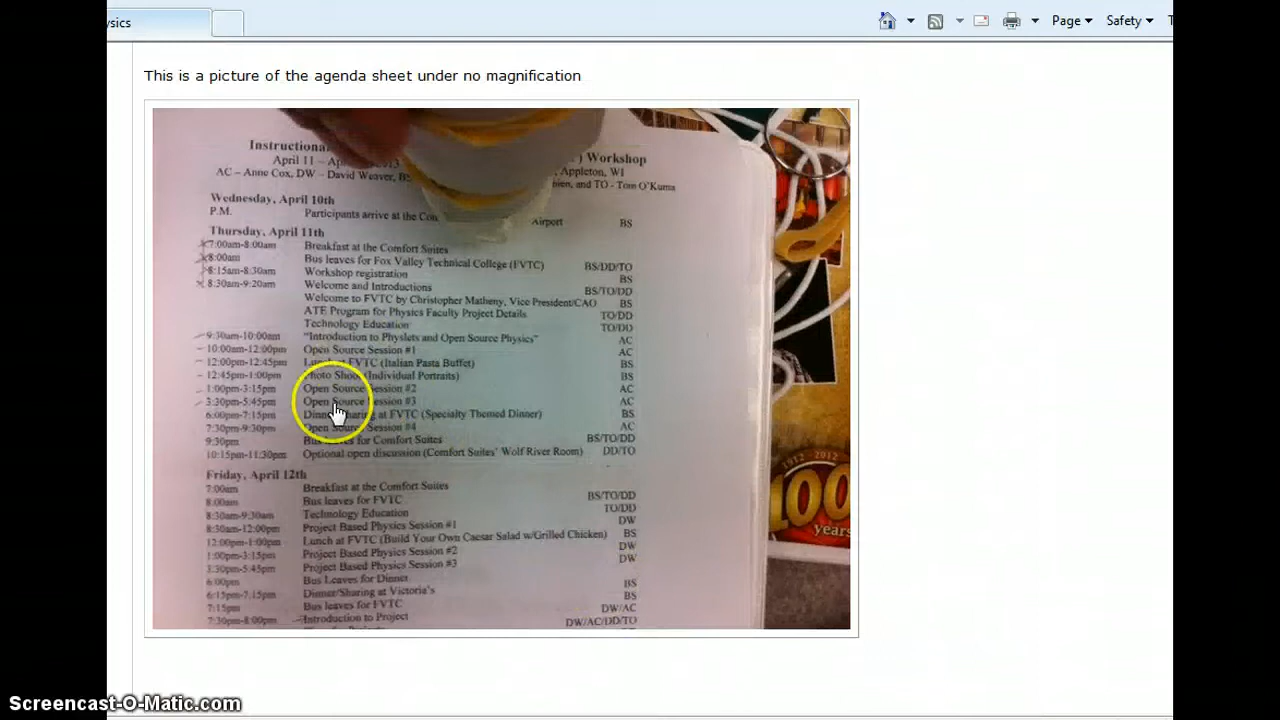 ysics
Page
Safety
This is a picture of the agenda sheet under no magnification
Instructional
) Workshop
April 11 – Ap 2013
, Appleton, WI
AC – Anne Cox, DW – David Weaver, BS
and TO - Tom O'Kuma
Wednesday, April 10th
P.M. Participants arrive at the Con Airport BS
Thursday, April 11th
7:00am-8:00am Breakfast at the Comfort Suites
8:00am Bus leaves for Fox Valley Technical College (FVTC) BS/DD/TO
8:15am-8:30am Workshop registration BS
8:30am-9:20am Welcome and Introductions BS/TO/DD
Welcome to FVTC by Christopher Matheny, Vice President/CAO BS
ATE Program for Physics Faculty Project Details TO/DD
Technology Education TO/DD
9:30am-10:00am "Introduction to Physlets and Open Source Physics" AC
10:00am-12:00pm Open Source Session #1 AC
12:00pm-12:45pm Lunch at FVTC (Italian Pasta Buffet) BS
12:45pm-1:00pm Photo Shoot (Individual Portraits) BS
1:00pm-3:15pm Open Source Session #2 AC
3:30pm-5:45pm Open Source Session #3 AC
6:00pm-7:15pm Dinner/Sharing at FVTC (Specialty Themed Dinner) BS
7:30pm-9:30pm Open Source Session #4 AC
9:30pm Bus leaves for Comfort Suites BS/TO/DD
10:15pm-11:30pm Optional open discussion (Comfort Suites' Wolf River Room) DD/TO
Friday, April 12th
7:00am Breakfast at the Comfort Suites
8:00am Bus leaves for FVTC BS/TO/DD
8:30am-9:30am Technology Education TO/DD
8:30am-12:00pm Project Based Physics Session #1 DW
12:00pm-1:00pm Lunch at FVTC (Build Your Own Caesar Salad w/Grilled Chicken) BS
1:00pm-3:15pm Project Based Physics Session #2 DW
3:30pm-5:45pm Project Based Physics Session #3 DW
6:00pm Bus Leaves for Dinner BS
6:15pm-7:15pm Dinner/Sharing at Victoria's BS
7:15pm Bus leaves for FVTC DW/AC
7:30pm-8:00pm Introduction to Project DW/AC/DD/TO
1912 - 2012
100
years
Screencast-O-Matic.com